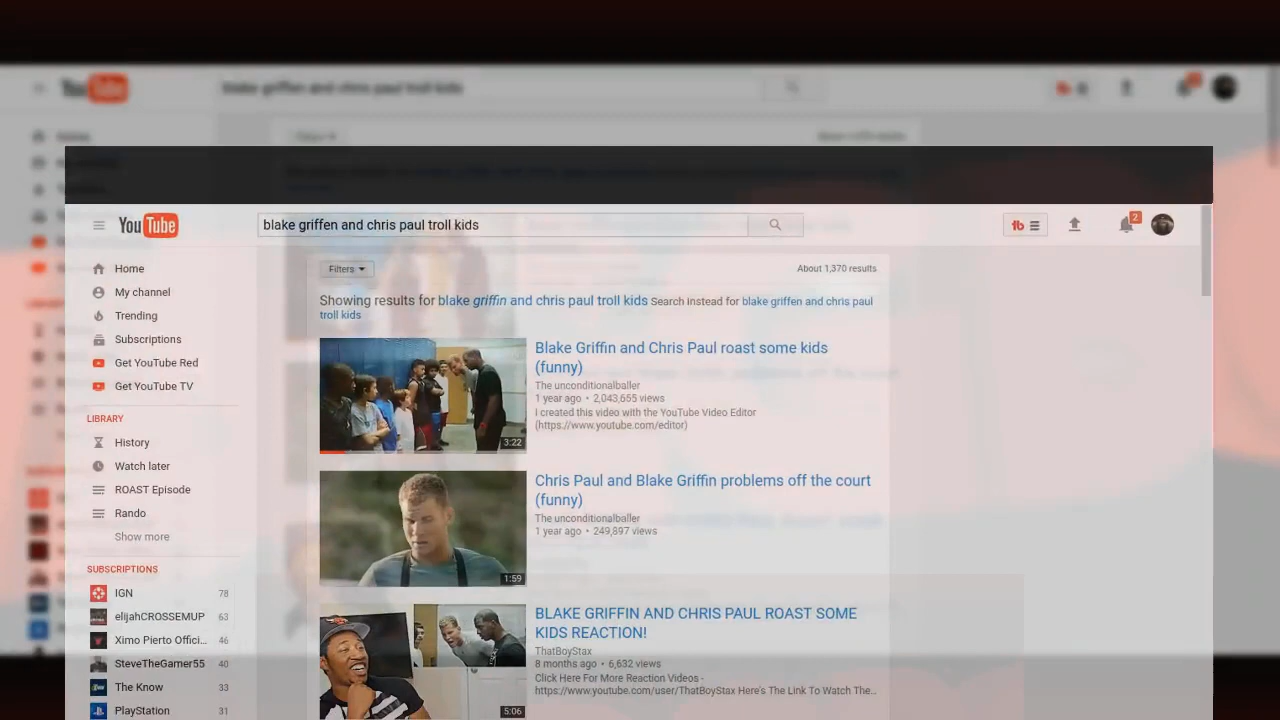 YouTube
blake griffen and chris paul troll kids
2
Home
My channel
Trending
Subscriptions
Get YouTube Red
Get YouTube TV
LIBRARY
History
Watch later
ROAST Episode
Rando
Show more
SUBSCRIPTIONS
IGN 78
elijahCROSSEMUP 63
Ximo Pierto Offici... 46
SteveTheGamer55 40
The Know 33
PlayStation 31
Filters
About 1,370 results
Showing results for blake griffin and chris paul troll kids Search instead for blake griffen and chris paul
troll kids
Blake Griffin and Chris Paul roast some kids
(funny)
The unconditionalballer
1 year ago • 2,043,655 views
I created this video with the YouTube Video Editor
(https://www.youtube.com/editor)
3:22
Chris Paul and Blake Griffin problems off the court
(funny)
The unconditionalballer
1 year ago • 249,897 views
1:59
BLAKE GRIFFIN AND CHRIS PAUL ROAST SOME
KIDS REACTION!
ThatBoyStax
8 months ago • 6,632 views
Click Here For More Reaction Videos -
https://www.youtube.com/user/ThatBoyStax Here's The Link To Watch The...
5:06